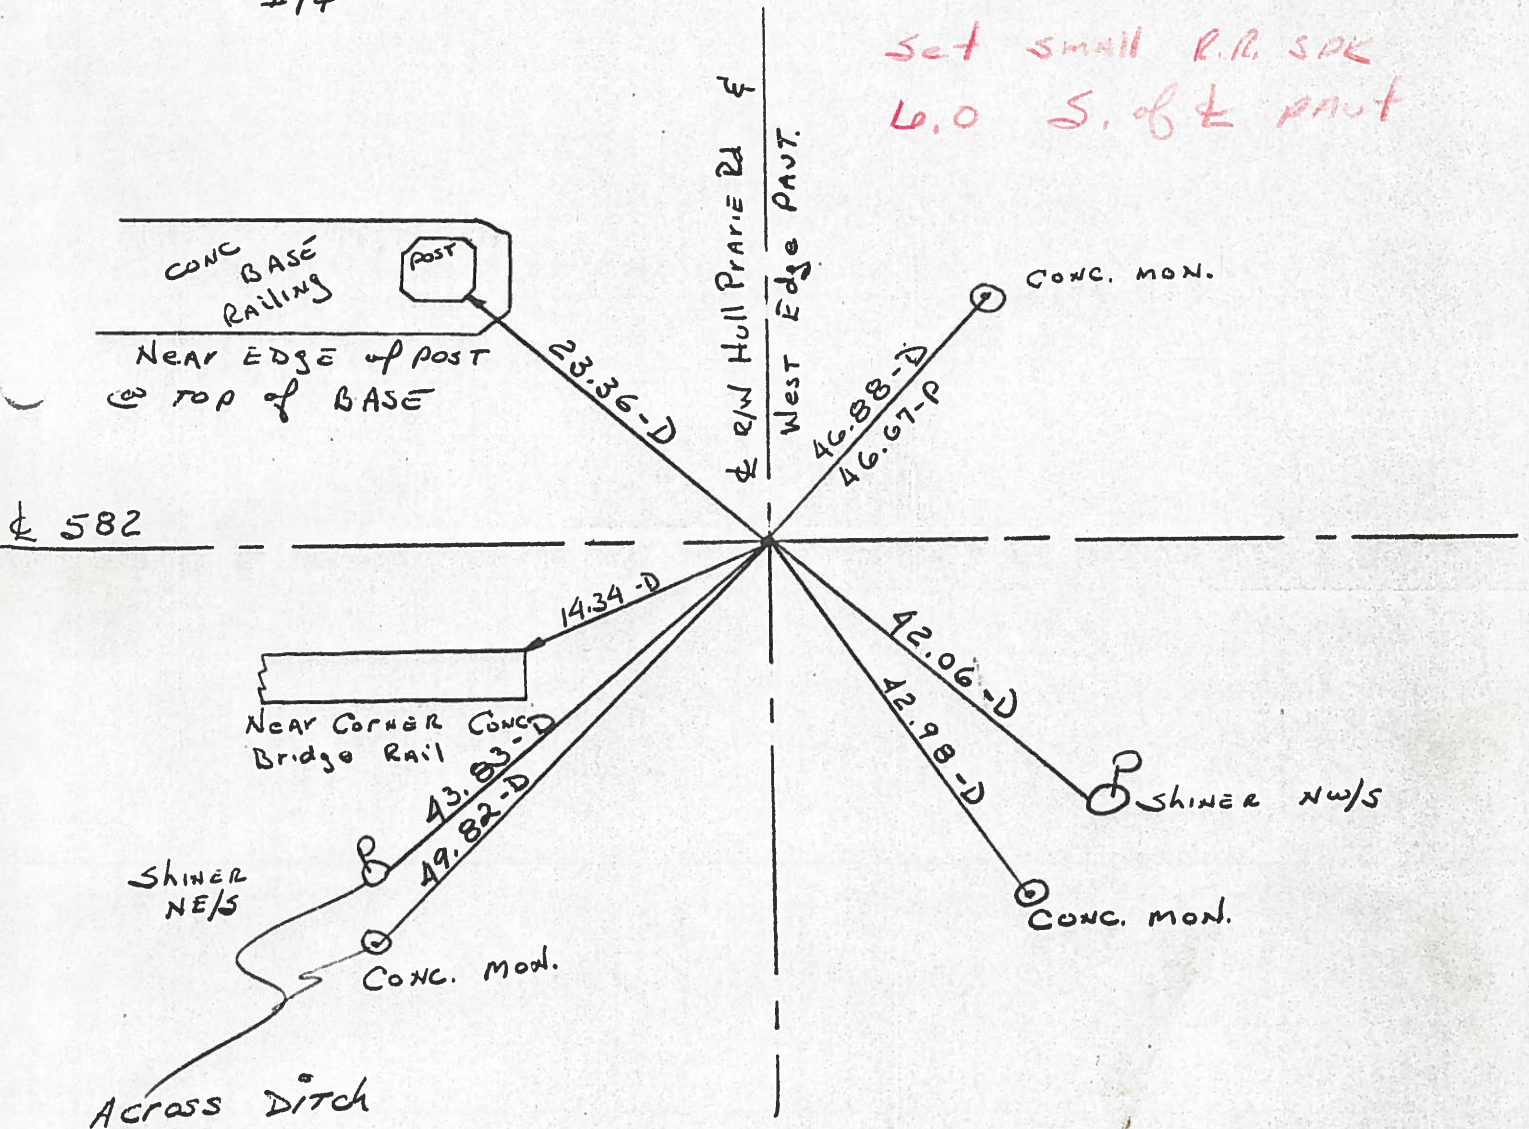 Set small R.R. SPK
6.0 S. of ℄ PAVT
℄ R/W Hull Prarie Rd &
West Edge PAVT.
CONC
BASE
RAiling
POST
Near EDgE of POST
@ TOP of BASE
23.36-D
CONC. MON.
46.88-D
46.67-P
℄ 582
14.34-D
Near Corner Conc
Bridge Rail
43.83-D
49.82-D
42.06-D
42.98-D
Shiner NW/S
Conc. Mon.
Shiner
NE/S
Conc. Mon.
Across Ditch